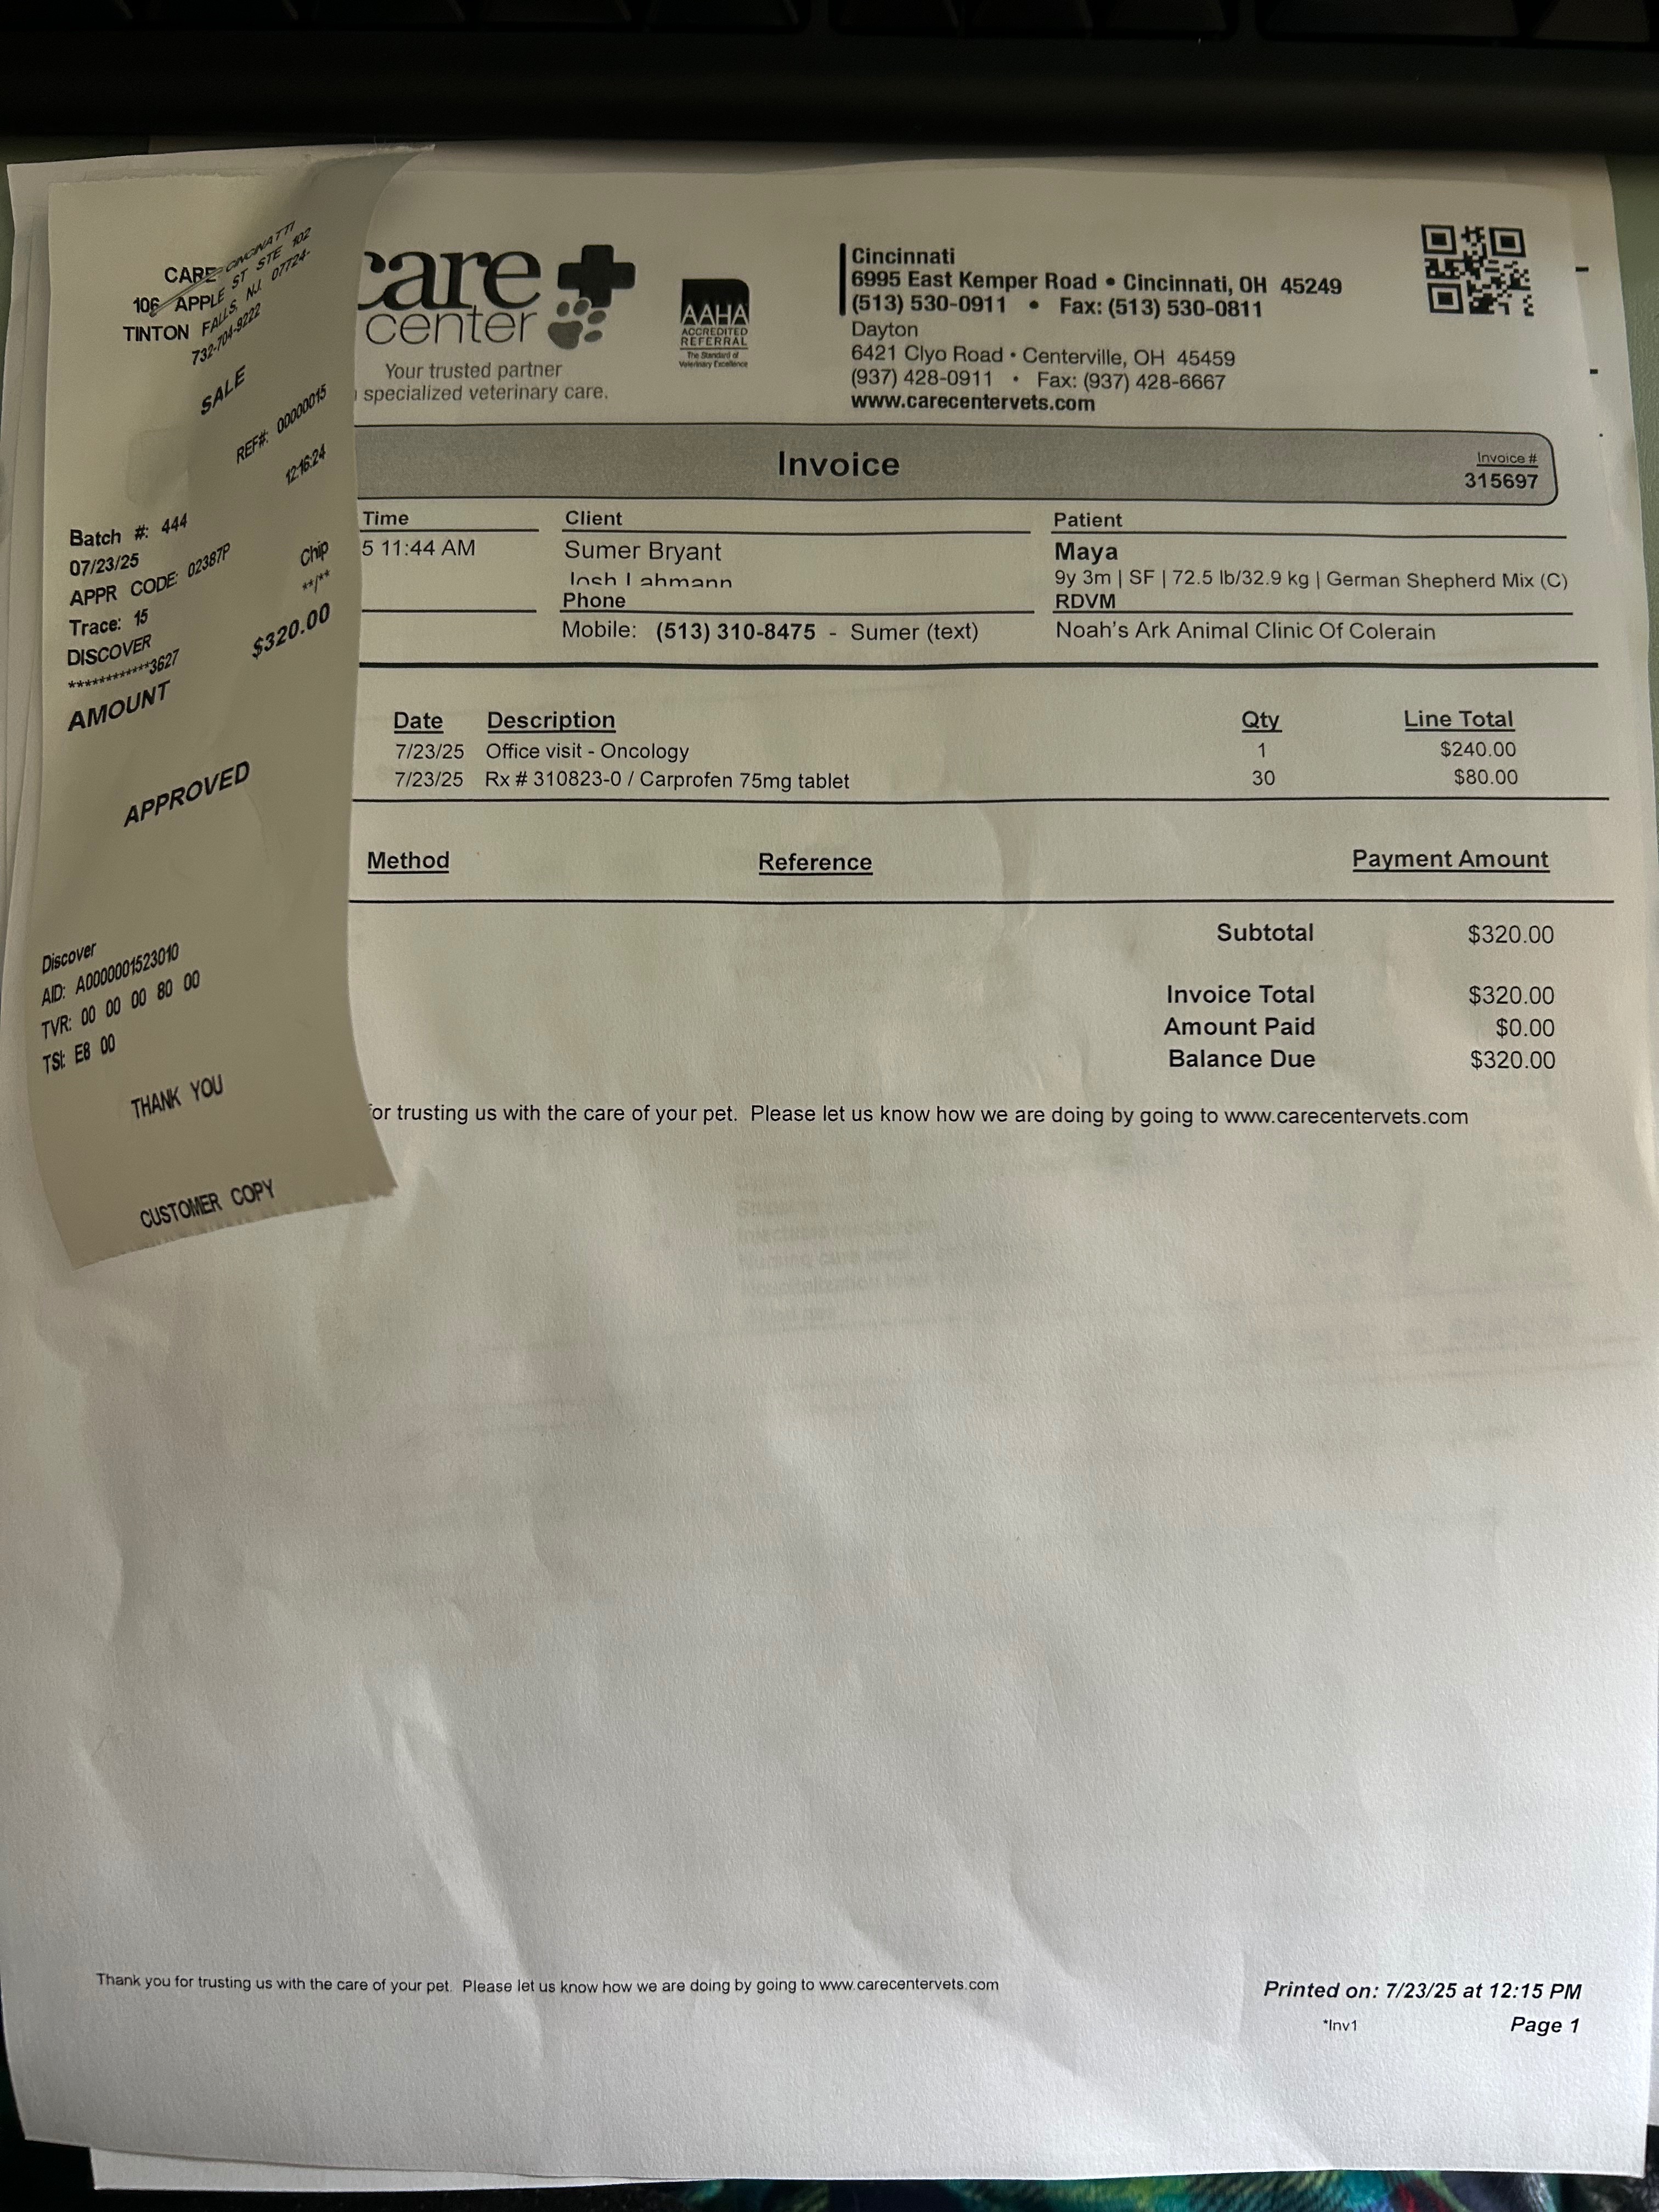 CARE CINCINATTI
106 APPLE ST STE 102
TINTON FALLS, NJ, 07724-
732-704-9222
SALE
REF#: 00000015
Batch #: 444
07/23/25 12:16:24
APPR CODE: 02387P
Trace: 15 Chip
DISCOVER
************3627 **/**
AMOUNT $320.00
APPROVED
Discover
AID: A0000001523010
TVR: 00 00 00 80 00
TSI: E8 00
THANK YOU
CUSTOMER COPY
care
center
Your trusted partner
specialized veterinary care.
AAHA
ACCREDITED
REFERRAL
The Standard of
Veterinary Excellence
Cincinnati
6995 East Kemper Road • Cincinnati, OH 45249
(513) 530-0911 • Fax: (513) 530-0811
Dayton
6421 Clyo Road • Centerville, OH 45459
(937) 428-0911 • Fax: (937) 428-6667
www.carecentervets.com
Invoice
Invoice #
315697
Time Client Patient
5 11:44 AM Sumer Bryant Maya
Josh Lahmann 9y 3m | SF | 72.5 lb/32.9 kg | German Shepherd Mix (C)
Phone RDVM
Mobile: (513) 310-8475 - Sumer (text) Noah's Ark Animal Clinic Of Colerain
Date Description Qty Line Total
7/23/25 Office visit - Oncology 1 $240.00
7/23/25 Rx # 310823-0 / Carprofen 75mg tablet 30 $80.00
Method Reference Payment Amount
Subtotal $320.00
Invoice Total $320.00
Amount Paid $0.00
Balance Due $320.00
for trusting us with the care of your pet. Please let us know how we are doing by going to www.carecentervets.com
Thank you for trusting us with the care of your pet. Please let us know how we are doing by going to www.carecentervets.com
Printed on: 7/23/25 at 12:15 PM
*Inv1 Page 1